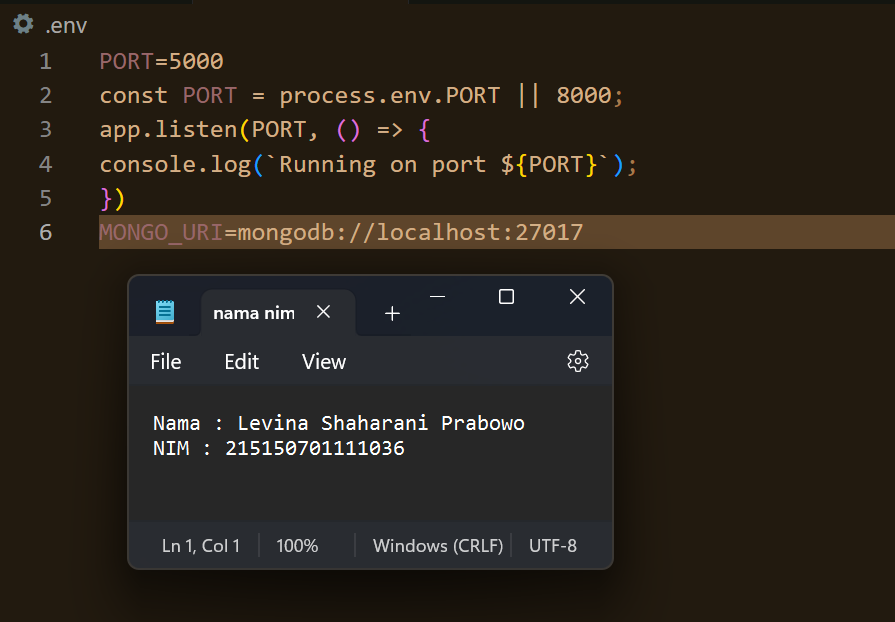 .env
1 PORT=5000
2 const PORT = process.env.PORT || 8000;
3 app.listen(PORT, () => {
4 console.log(`Running on port ${PORT}`);
5 })
6 MONGO_URI=mongodb://localhost:27017
nama nim
File Edit View
Nama : Levina Shaharani Prabowo
NIM : 215150701111036
Ln 1, Col 1 100% Windows (CRLF) UTF-8